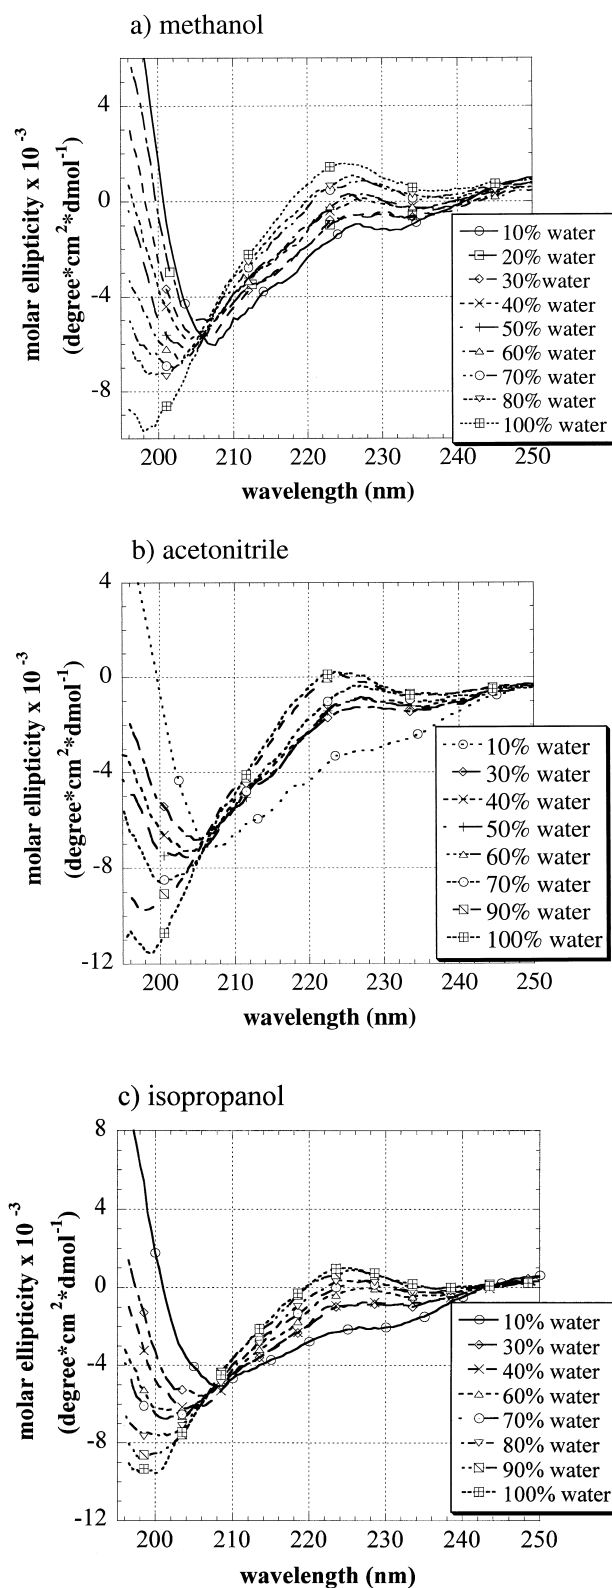 a) methanol
molar ellipticity x 10 -3
(degree*cm2*dmol-1)
4
0
-4
-8
200 210 220 230 240 250
wavelength (nm)
10% water
20% water
30%water
40% water
50% water
60% water
70% water
80% water
100% water
b) acetonitrile
molar ellipticity x 10 -3
(degree*cm2*dmol-1)
4
0
-4
-8
-12
200 210 220 230 240 250
wavelength (nm)
10% water
30% water
40% water
50% water
60% water
70% water
90% water
100% water
c) isopropanol
molar ellipticity x 10 -3
(degree*cm2*dmol-1)
8
4
0
-4
-8
-12
200 210 220 230 240 250
wavelength (nm)
10% water
30% water
40% water
60% water
70% water
80% water
90% water
100% water